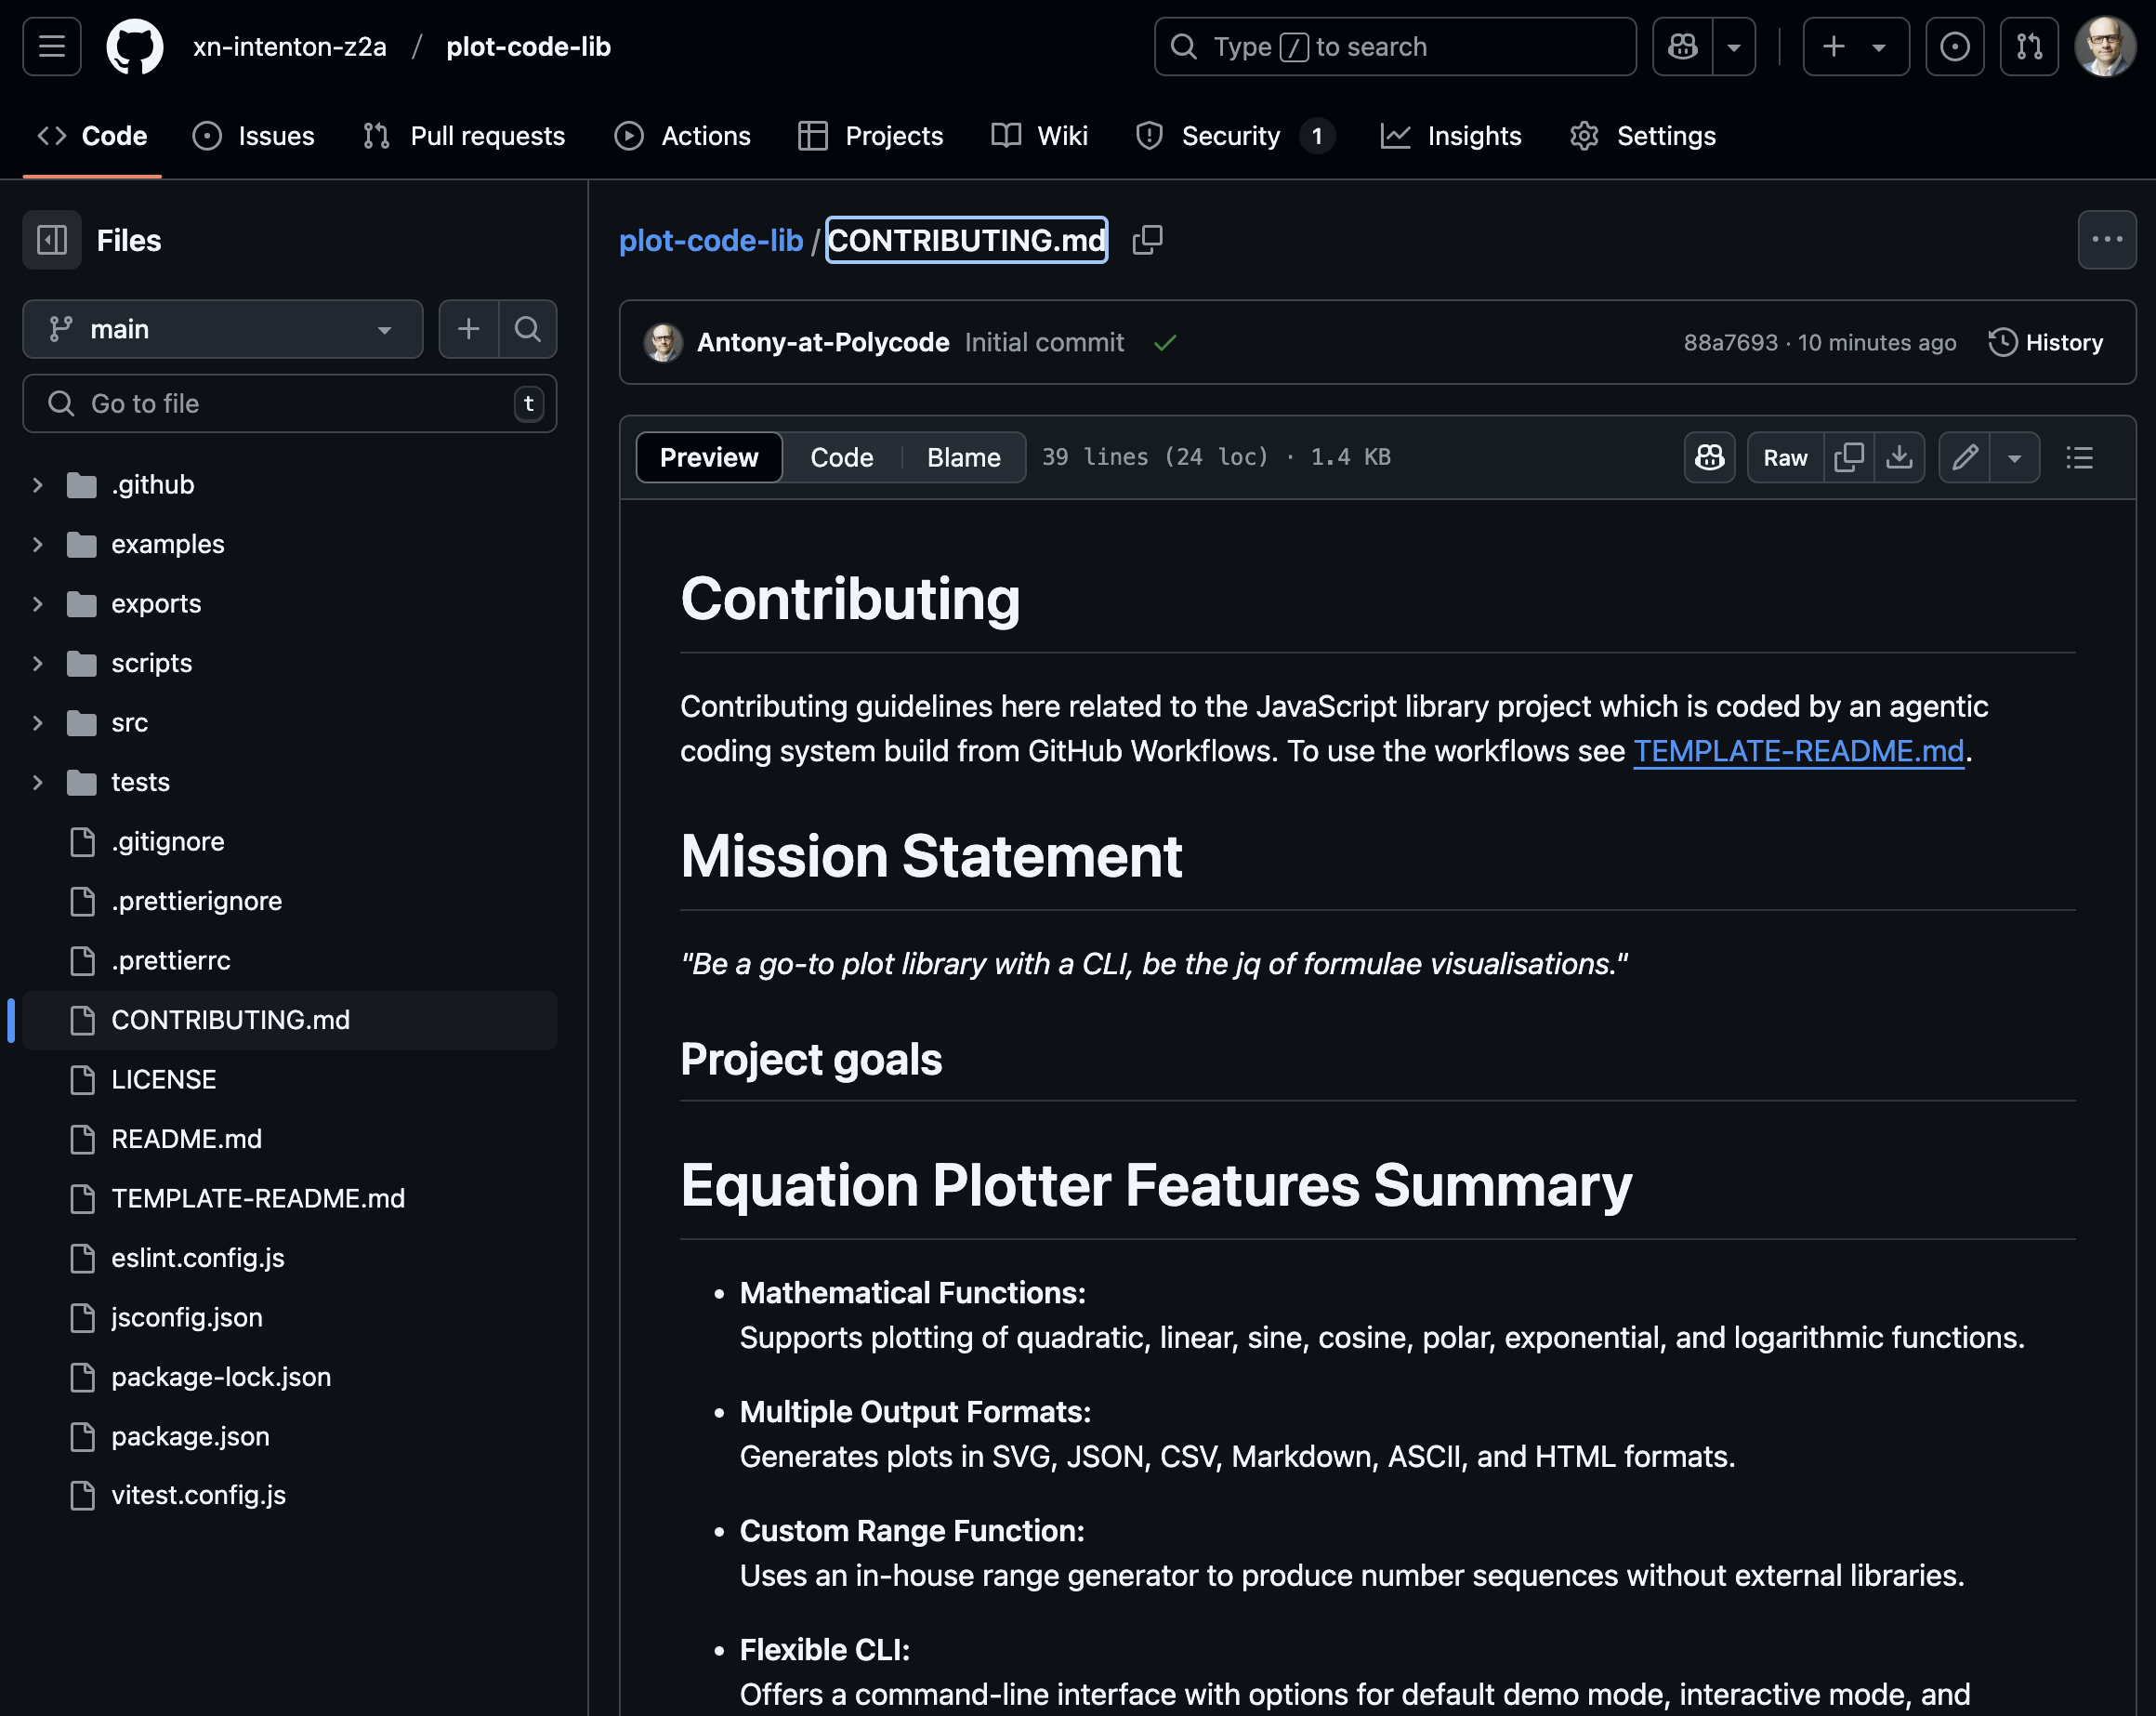 xn-intenton-z2a / plot-code-lib
Type / to search
Code
Issues
Pull requests
Actions
Projects
Wiki
Security 1
Insights
Settings
Files
main
Go to file
t
.github
examples
exports
scripts
src
tests
.gitignore
.prettierignore
.prettierrc
CONTRIBUTING.md
LICENSE
README.md
TEMPLATE-README.md
eslint.config.js
jsconfig.json
package-lock.json
package.json
vitest.config.js
plot-code-lib / CONTRIBUTING.md
Antony-at-Polycode Initial commit
88a7693 · 10 minutes ago
History
Preview
Code
Blame
39 lines (24 loc) · 1.4 KB
Raw
Contributing
Contributing guidelines here related to the JavaScript library project which is coded by an agentic
coding system build from GitHub Workflows. To use the workflows see TEMPLATE-README.md.
Mission Statement
"Be a go-to plot library with a CLI, be the jq of formulae visualisations."
Project goals
Equation Plotter Features Summary
• Mathematical Functions:
Supports plotting of quadratic, linear, sine, cosine, polar, exponential, and logarithmic functions.
• Multiple Output Formats:
Generates plots in SVG, JSON, CSV, Markdown, ASCII, and HTML formats.
• Custom Range Function:
Uses an in-house range generator to produce number sequences without external libraries.
• Flexible CLI:
Offers a command-line interface with options for default demo mode, interactive mode, and